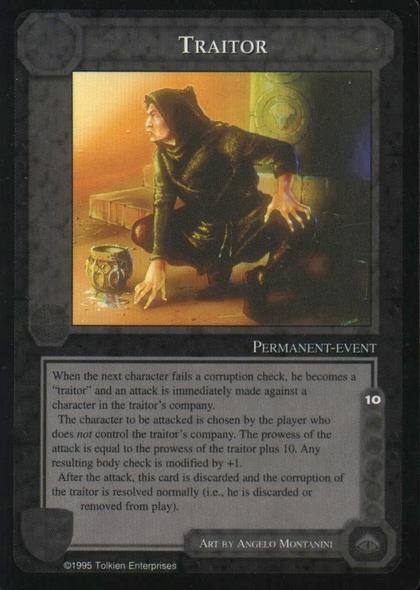 TRAITOR
PERMANENT-EVENT
When the next character fails a corruption check, he becomes a
"traitor" and an attack is immediately made against a
character in the traitor's company.
The character to be attacked is chosen by the player who
does not control the traitor's company. The prowess of the
attack is equal to the prowess of the traitor plus 10. Any
resulting body check is modified by +1.
After the attack, this card is discarded and the corruption of
the traitor is resolved normally (i.e., he is discarded or
removed from play).
10
ART BY ANGELO MONTANINI
©1995 Tolkien Enterprises